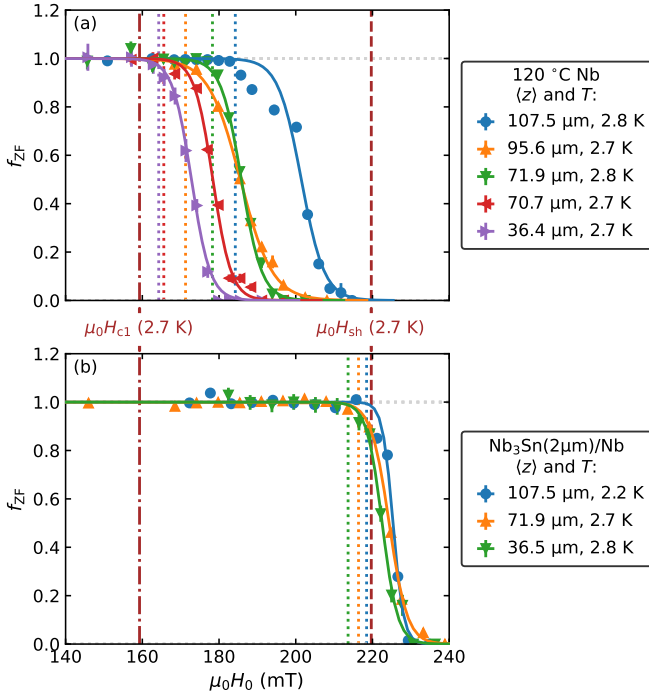 (a)
1.2
1.0
0.8
0.6
0.4
0.2
0.0
f_ZF
120 °C Nb
⟨z⟩ and T:
107.5 μm, 2.8 K
95.6 μm, 2.7 K
71.9 μm, 2.8 K
70.7 μm, 2.7 K
36.4 μm, 2.7 K
μ₀H_c1 (2.7 K)
μ₀H_sh (2.7 K)
(b)
1.2
1.0
0.8
0.6
0.4
0.2
0.0
f_ZF
Nb₃Sn(2μm)/Nb
⟨z⟩ and T:
107.5 μm, 2.2 K
71.9 μm, 2.7 K
36.5 μm, 2.8 K
140 160 180 200 220 240
μ₀H₀ (mT)